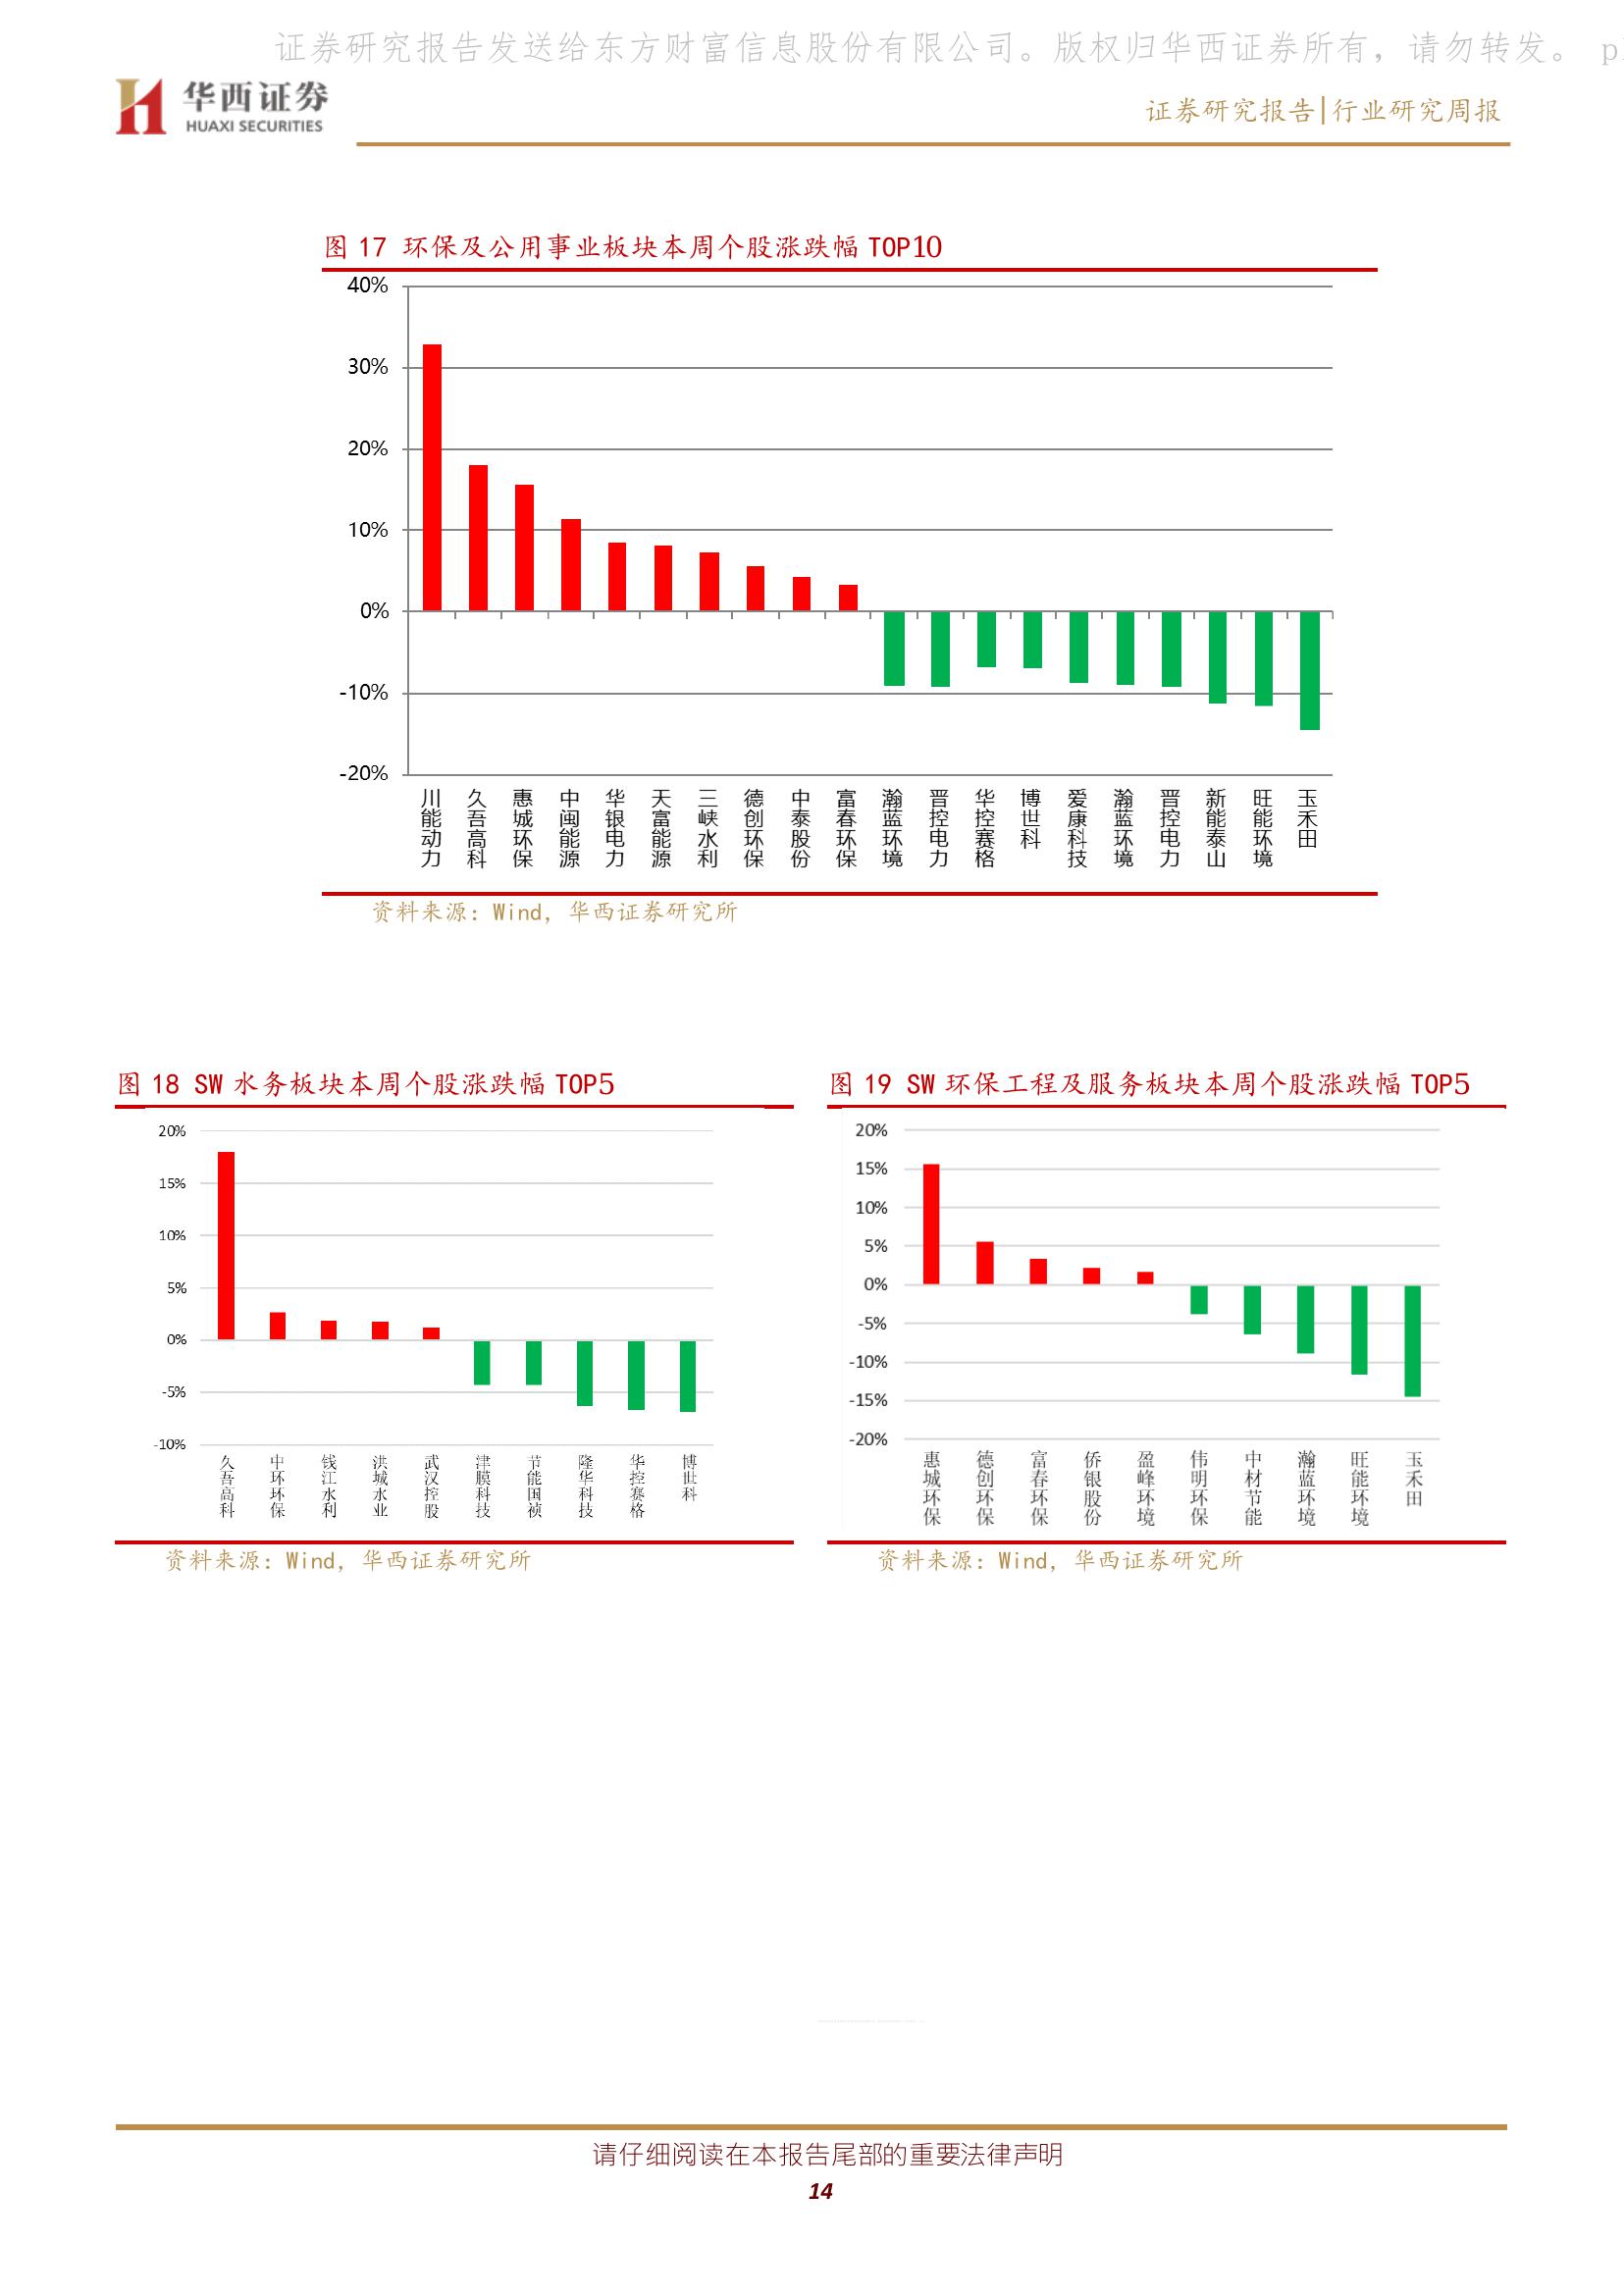 证券研究报告发送给东方财富信息股份有限公司。版权归华西证券所有，请勿转发。 p
华西证券
HUAXI SECURITIES
证券研究报告|行业研究周报
图 17 环保及公用事业板块本周个股涨跌幅 TOP10
40%
30%
20%
10%
0%
-10%
-20%
川能动力
久吾高科
惠城环保
中闽能源
华银电力
天富能源
三峡水利
德创环保
中泰股份
富春环保
瀚蓝环境
晋控电力
华控赛格
博世科
爱康科技
瀚蓝环境
晋控电力
新能泰山
旺能环境
玉禾田
资料来源：Wind，华西证券研究所
图 18 SW 水务板块本周个股涨跌幅 TOP5
20%
15%
10%
5%
0%
-5%
-10%
久吾高科
中环环保
钱江水利
洪城水业
武汉控股
津膜科技
节能国祯
隆华科技
华控赛格
博世科
资料来源：Wind，华西证券研究所
图 19 SW 环保工程及服务板块本周个股涨跌幅 TOP5
20%
15%
10%
5%
0%
-5%
-10%
-15%
-20%
惠城环保
德创环保
富春环保
侨银股份
盈峰环境
伟明环保
中材节能
瀚蓝环境
旺能环境
玉禾田
资料来源：Wind，华西证券研究所
请仔细阅读在本报告尾部的重要法律声明
14